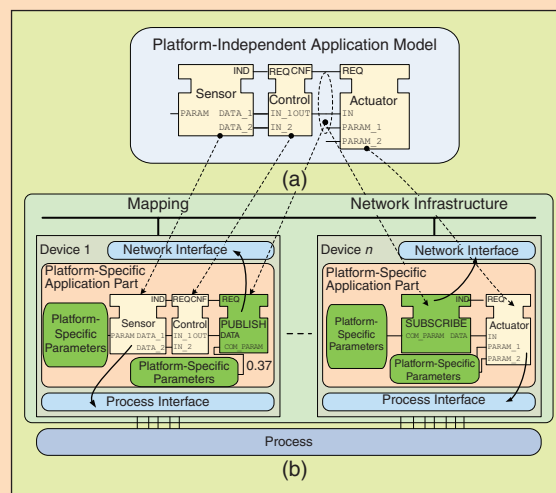 Platform-Independent Application Model
IND
REQ CNF
REQ
Sensor
Control
Actuator
PARAM
DATA_1
IN_1 OUT
IN
DATA_2
IN_2
PARAM_1
PARAM_2
(a)
Mapping
Network Infrastructure
Device 1
Network Interface
Platform-Specific
Application Part
IND
REQCNF
REQ
Platform-
Specific
Parameters
Sensor
Control
PUBLISH
PARAM
DATA_1
IN_1 OUT
DATA
DATA_2
IN_2
COM_PARAM
Platform-Specific
Parameters
0.37
Process Interface
Device n
Network Interface
Platform-Specific
Application Part
IND
REQ
Platform-
Specific
Parameters
SUBSCRIBE
Actuator
COM_PARAM
DATA
IN
PARAM_1
PARAM_2
Platform-Specific
Parameters
Process Interface
Process
(b)